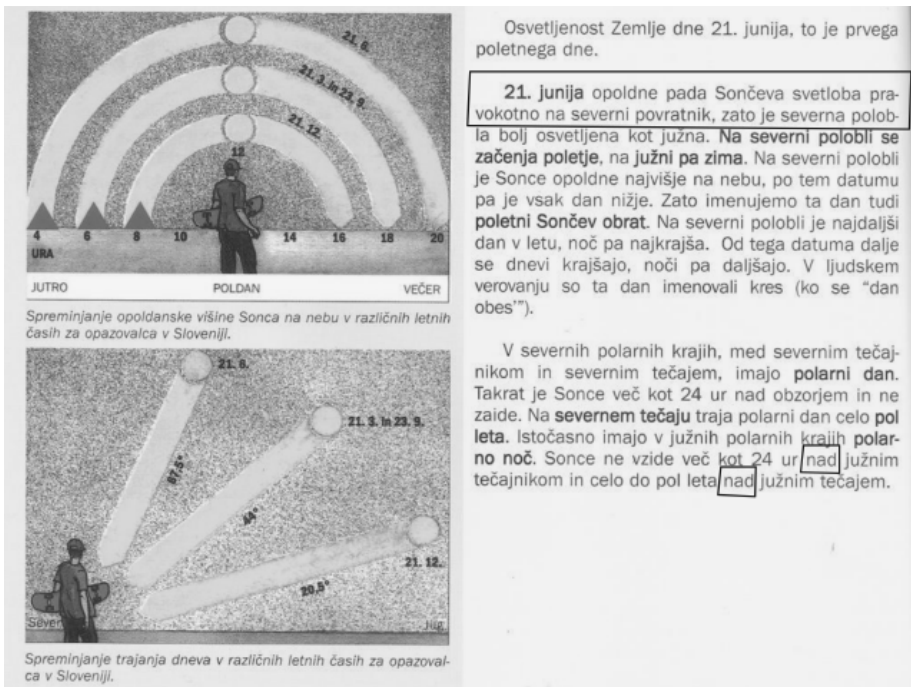 21. 6.
21. 3. in 23. 9.
21. 12.
12
4 6 8 10 14 16 18 20
URA
JUTRO POLDAN VEČER
Spreminjanje opoldanske višine Sonca na nebu v različnih letnih
časih za opazovalca v Sloveniji.
21. 6.
21. 3. in 23. 9.
67,5°
44°
21. 12.
20,5°
Sever Jug
Spreminjanje trajanja dneva v različnih letnih časih za opazoval-
ca v Sloveniji.
Osvetljenost Zemlje dne 21. junija, to je prvega
poletnega dne.
21. junija opoldne pada Sončeva svetloba pra-
vokotno na severni povratnik, zato je severna polob-
la bolj osvetljena kot južna. Na severni polobli se
začenja poletje, na južni pa zima. Na severni polobli
je Sonce opoldne najvišje na nebu, po tem datumu
pa je vsak dan nižje. Zato imenujemo ta dan tudi
poletni Sončev obrat. Na severni polobli je najdaljši
dan v letu, noč pa najkrajša. Od tega datuma dalje
se dnevi krajšajo, noči pa daljšajo. V ljudskem
verovanju so ta dan imenovali kres (ko se "dan
obes'").
V severnih polarnih krajih, med severnim tečaj-
nikom in severnim tečajem, imajo polarni dan.
Takrat je Sonce več kot 24 ur nad obzorjem in ne
zaide. Na severnem tečaju traja polarni dan celo pol
leta. Istočasno imajo v južnih polarnih krajih polar-
no noč. Sonce ne vzide več kot 24 ur nad južnim
tečajnikom in celo do pol leta nad južnim tečajem.